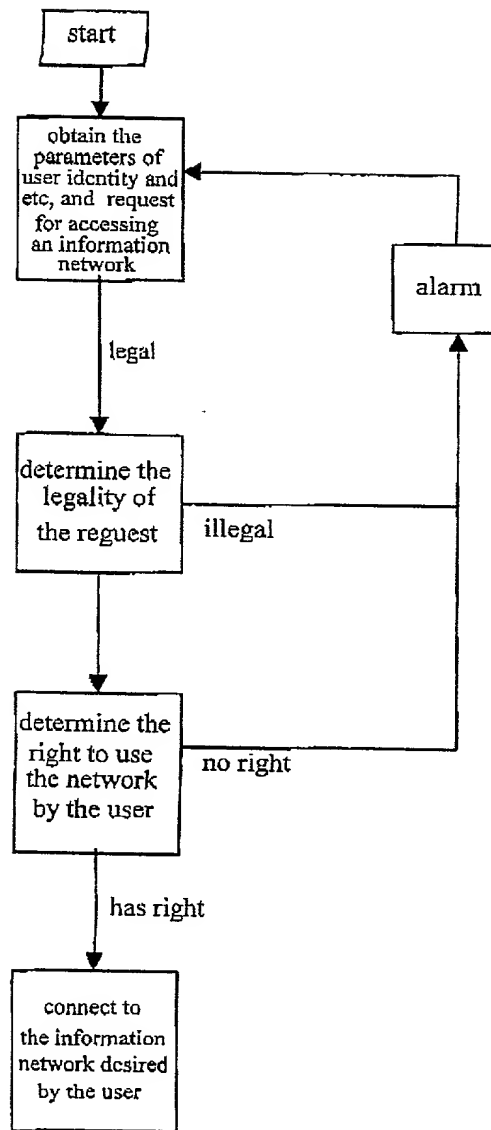 start
obtain the
parameters of
user identity and
etc, and request
for accessing
an information
network
alarm
legal
determine the
legality of
the reguest
illegal
determine the
right to use
the network
by the user
no right
has right
connect to
the information
network desired
by the user